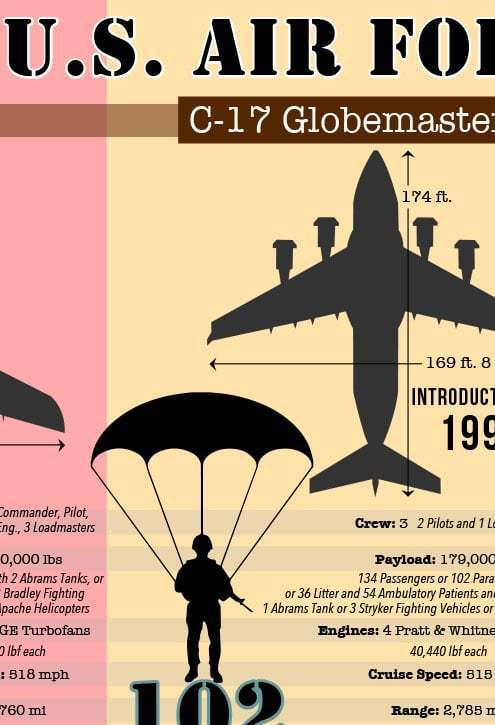 U.S. AIR FO
C-17 Globemaste
174 ft.
169 ft. 8
INTRODUCT
199
Commander, Pilot,
Eng., 3 Loadmasters
0,000 lbs
th 2 Abrams Tanks, or
Bradley Fighting
Apache Helicopters
GE Turbofans
0 lbf each
: 518 mph
760 mi
Crew: 3 2 Pilots and 1 Lo
Payload: 179,000
134 Passengers or 102 Para
or 36 Litter and 54 Ambulatory Patients an
1 Abrams Tank or 3 Stryker Fighting Vehicles or
Engines: 4 Pratt & Whitne
40,440 lbf each
Cruise Speed: 515
Range: 2,785 m
102